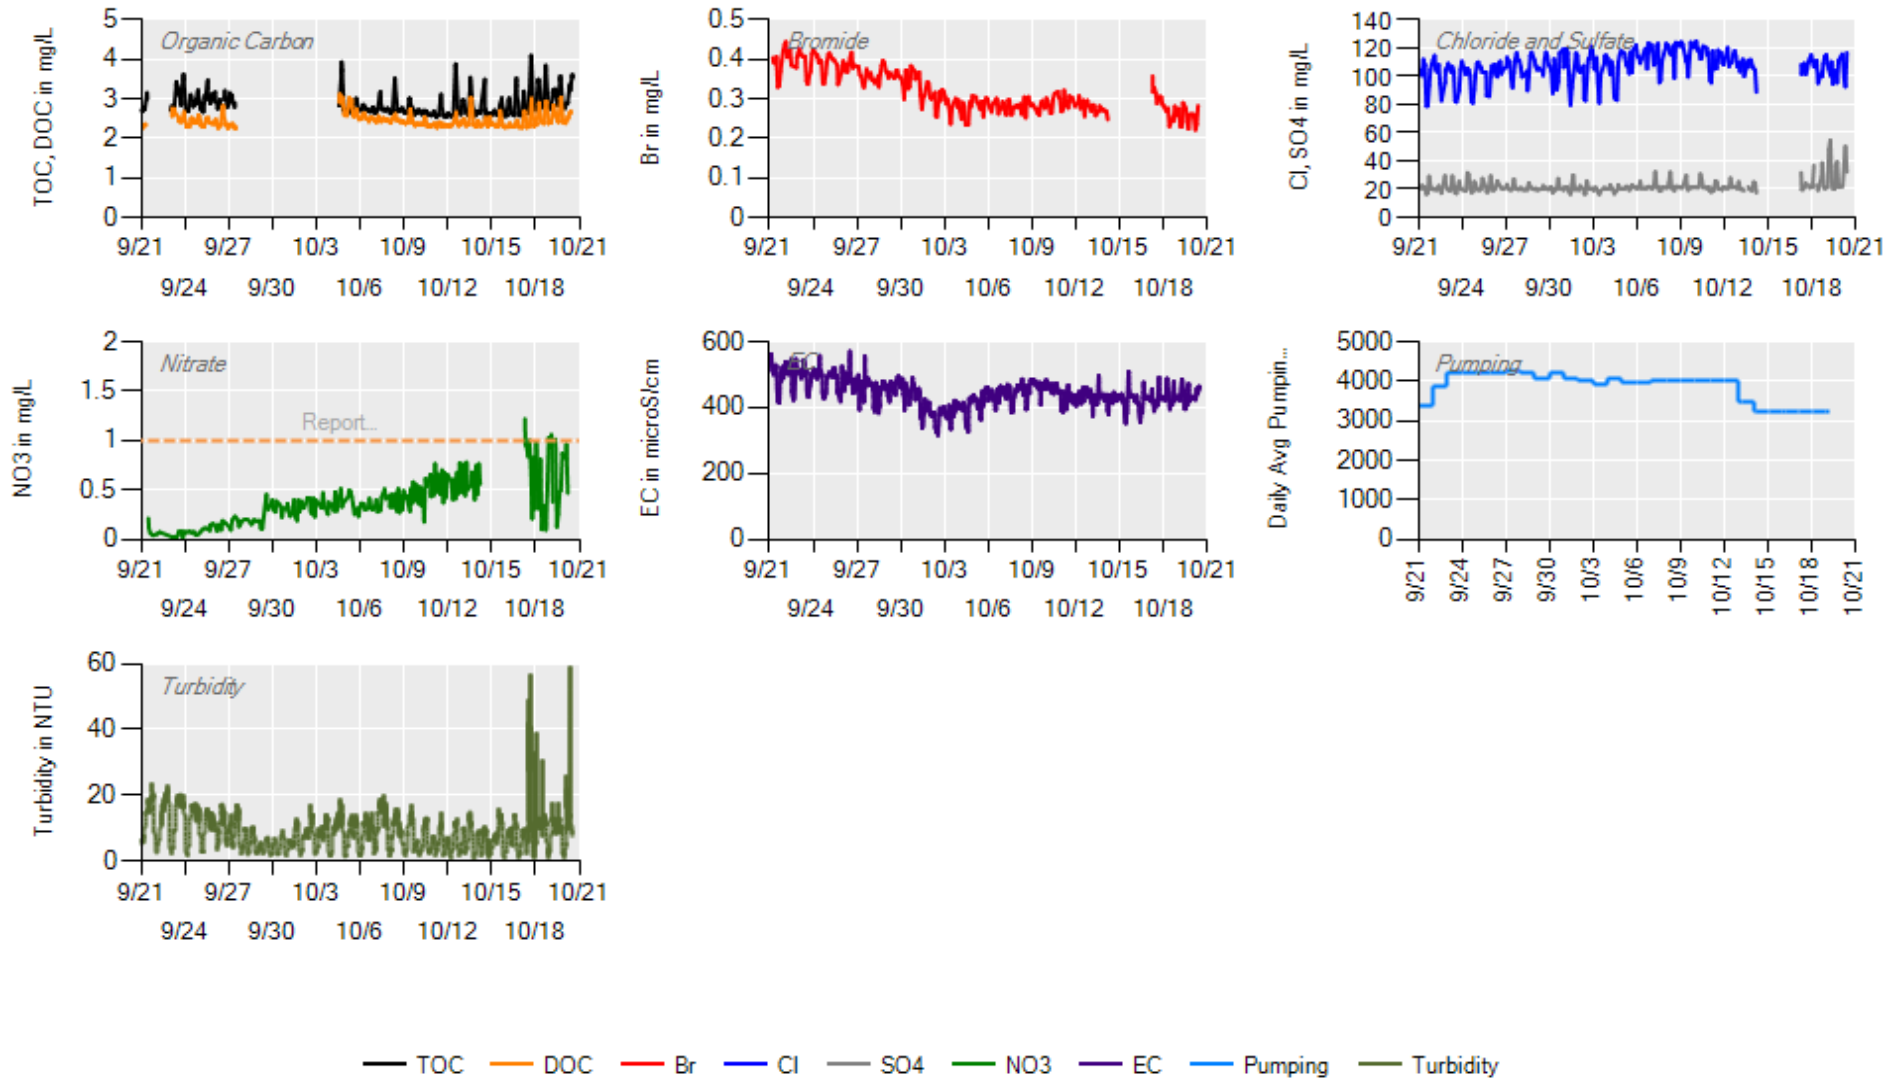 Organic Carbon
TOC, DOC in mg/L
5
4
3
2
1
0
9/21 9/27 10/3 10/9 10/15 10/21
9/24 9/30 10/6 10/12 10/18
Bromide
Br in mg/L
0.5
0.4
0.3
0.2
0.1
0
9/21 9/27 10/3 10/9 10/15 10/21
9/24 9/30 10/6 10/12 10/18
Chloride and Sulfate
Cl, SO4 in mg/L
140
120
100
80
60
40
20
0
9/21 9/27 10/3 10/9 10/15 10/21
9/24 9/30 10/6 10/12 10/18
Nitrate
Report...
NO3 in mg/L
2
1.5
1
0.5
0
9/21 9/27 10/3 10/9 10/15 10/21
9/24 9/30 10/6 10/12 10/18
EC
EC in microS/cm
600
400
200
0
9/21 9/27 10/3 10/9 10/15 10/21
9/24 9/30 10/6 10/12 10/18
Pumping
Daily Avg Pumpin...
5000
4000
3000
2000
1000
0
9/21 9/24 9/27 9/30 10/3 10/6 10/9 10/12 10/15 10/18 10/21
Turbidity
Turbidity in NTU
60
40
20
0
9/21 9/27 10/3 10/9 10/15 10/21
9/24 9/30 10/6 10/12 10/18
TOC DOC Br Cl SO4 NO3 EC Pumping Turbidity